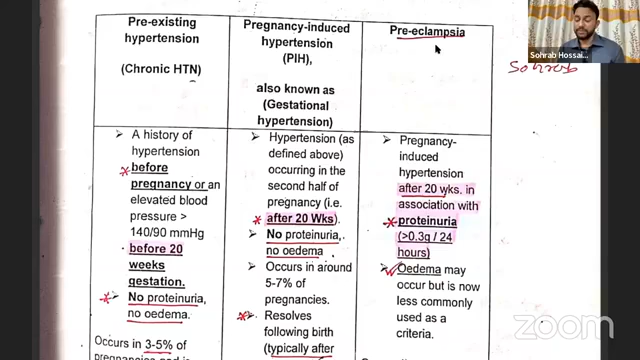 Pre-existing
hypertension
(Chronic HTN)
Pregnancy-induced
hypertension
(PIH),
also known as
(Gestational
hypertension)
Pre-eclampsia
A history of
hypertension
before
pregnancy or an
elevated blood
pressure >
140/90 mmHg
before 20
weeks
gestation.
No proteinuria,
no oedema.
Occurs in 3-5% of
Hypertension (as
defined above)
occurring in the
second half of
pregnancy (i.e.
after 20 Wks).
No proteinuria,
no oedema
Occurs in around
5-7% of
pregnancies.
Resolves
following birth
(typically after
Pregnancy-
induced
hypertension
after 20 wks. in
association with
proteinuria
(>0.3g / 24
hours)
Oedema may
occur but is now
less commonly
used as a
criteria.
Sohrab Hossai...
Sohrab
zoom